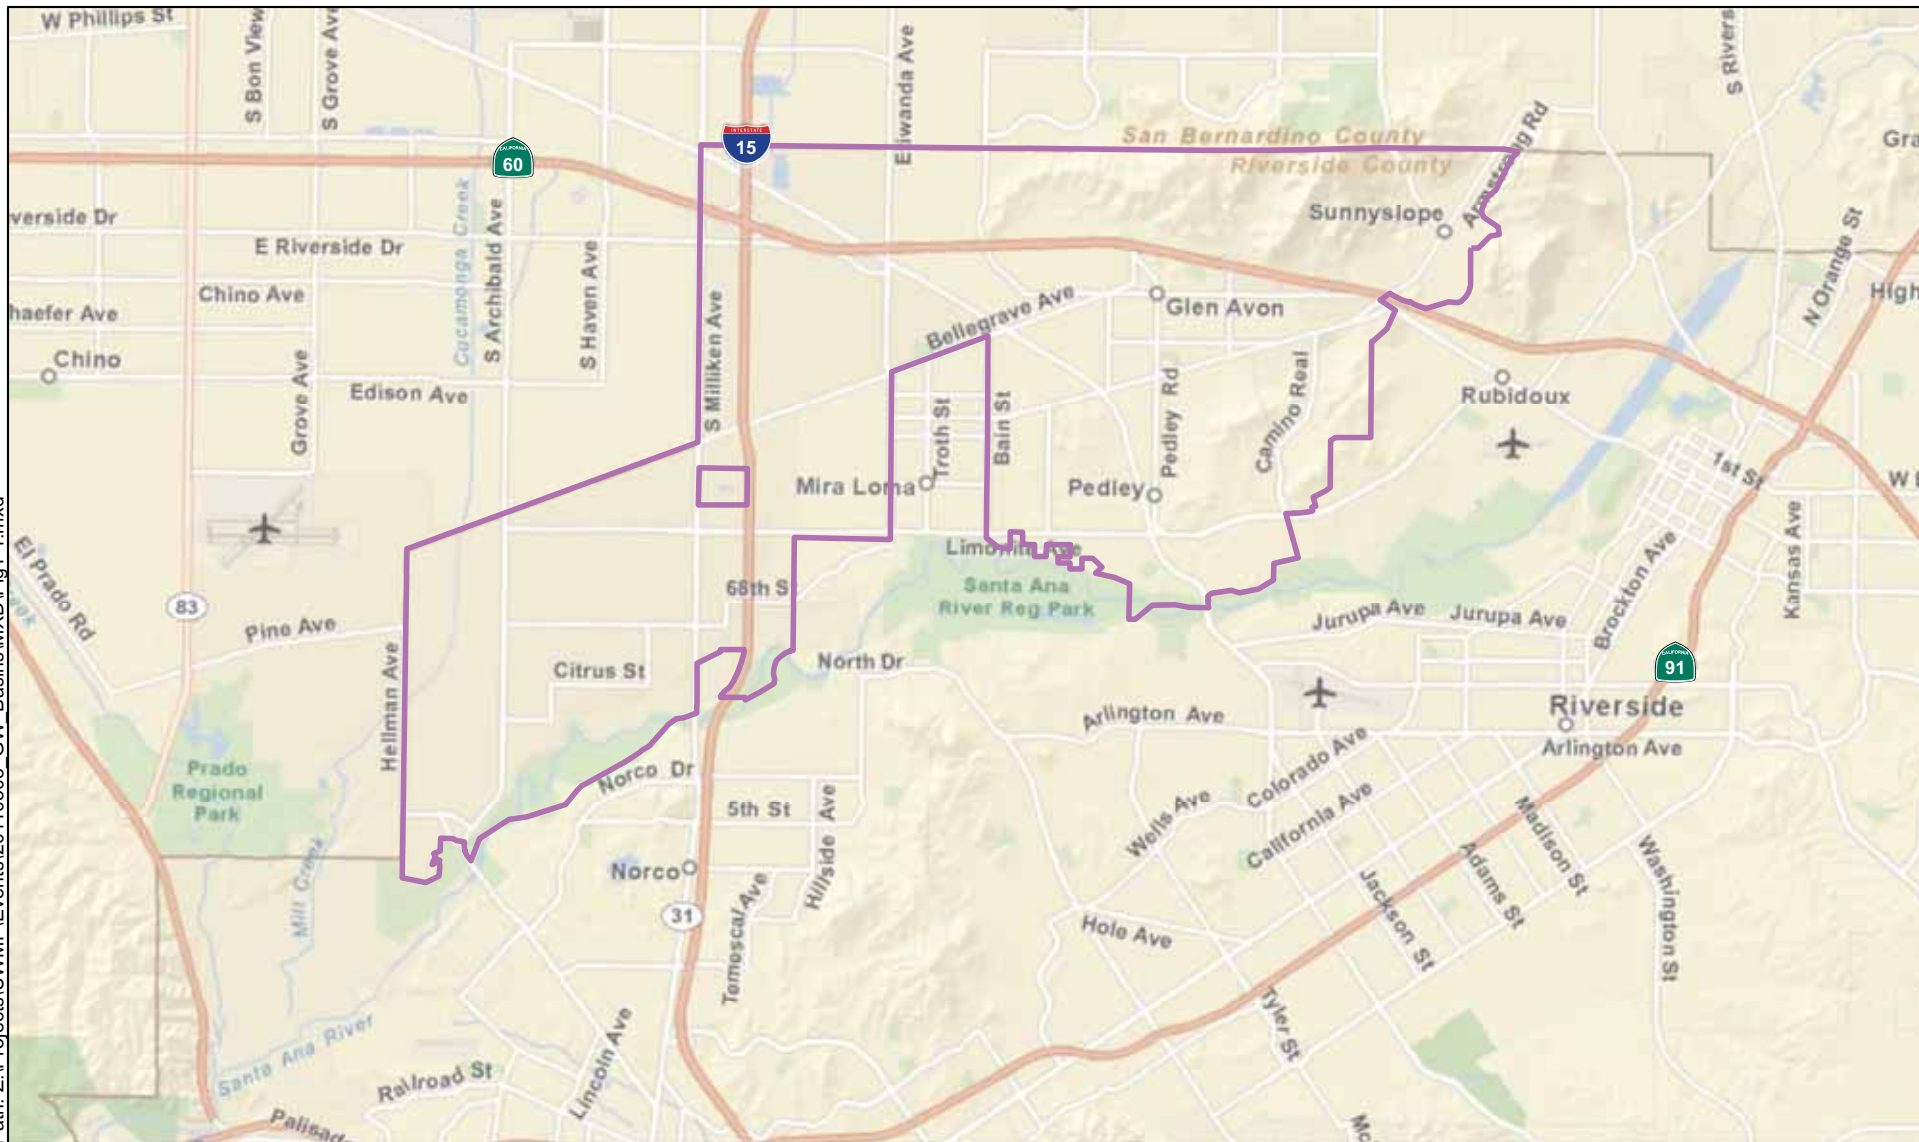 W Phillips St
S Bon View
S Grove Ave
Etiwanda Ave
S Rivers
INTERSTATE
15
CALIFORNIA
60
San Bernardino County
Riverside County
Armstrong Rd
Gra
verside Dr
E Riverside Dr
Cucamonga Creek
S Archibald Ave
S Haven Ave
Sunnyslope
N Orange St
Chino Ave
haefer Ave
S Milliken Ave
Bellegrave Ave
Glen Avon
High
Chino
Grove Ave
Edison Ave
Troth St
Bain St
Pedley Rd
Camino Real
Rubidoux
Mira Loma
Pedley
1st St
El Prado Rd
Limonite Ave
Santa Ana
River Reg Park
68th S
83
Pine Ave
Hellman Ave
Citrus St
North Dr
Jurupa Ave
Jurupa Ave
Brockton Ave
Kansas Ave
CALIFORNIA
91
Riverside
Arlington Ave
Arlington Ave
Prado
Regional
Park
Norco Dr
5th St
Hillside Ave
Wells Ave
Colorado Ave
California Ave
Madison St
Adams St
Jackson St
Washington St
Mill Creek
Norco
31
Temescal Ave
Hole Ave
Tyler St
Santa Ana River
Railroad St
Lincoln Ave
Palisad